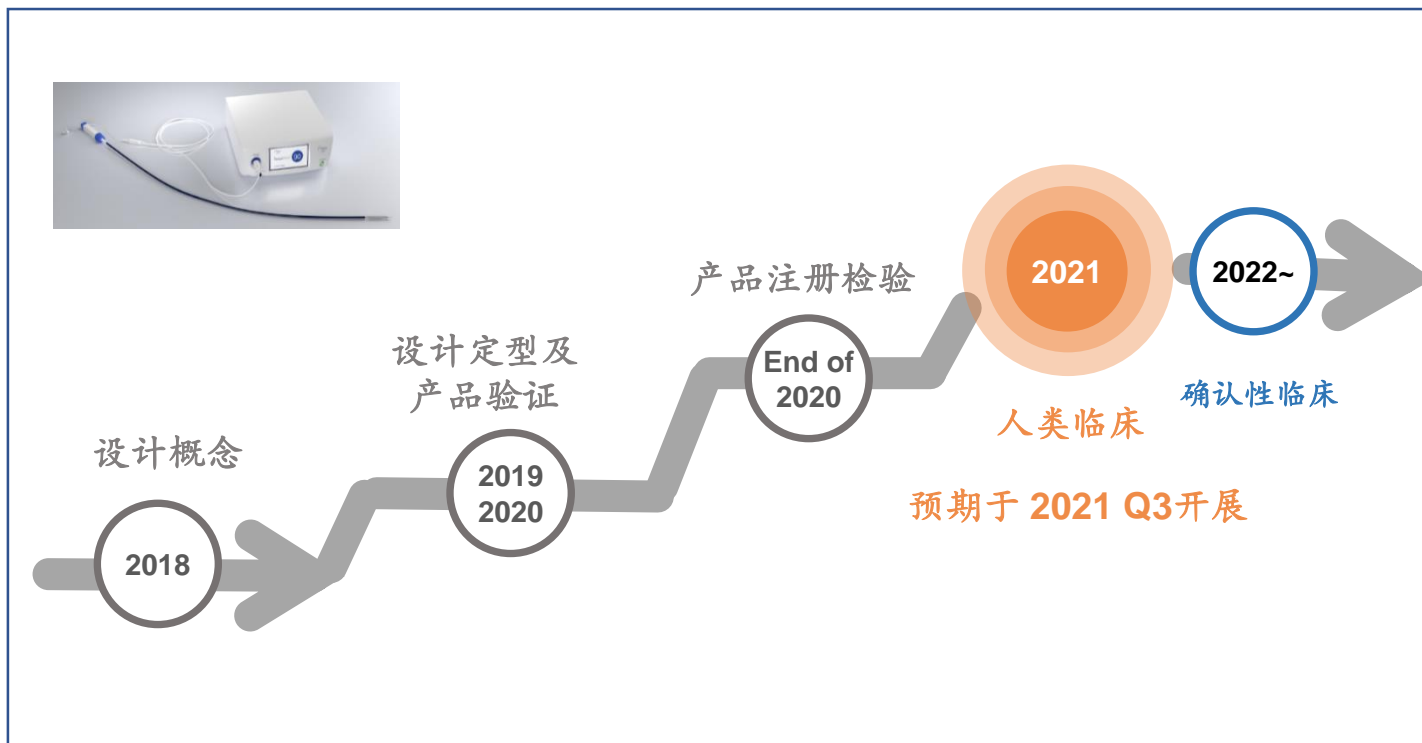 设计概念
2018
设计定型及
产品验证
2019
2020
产品注册检验
End of
2020
2021
人类临床
预期于 2021 Q3开展
2022~
确认性临床